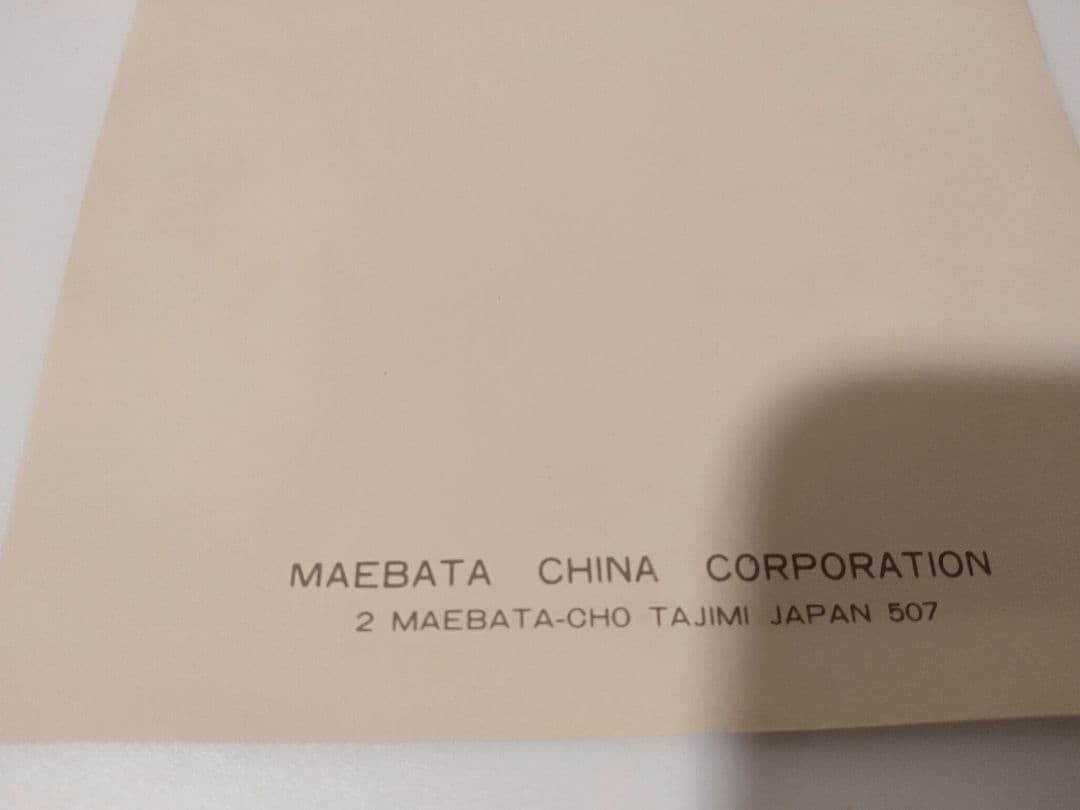 MAEBATA CHINA CORPORATION
2 MAEBATA-CHO TAJIMI JAPAN 507